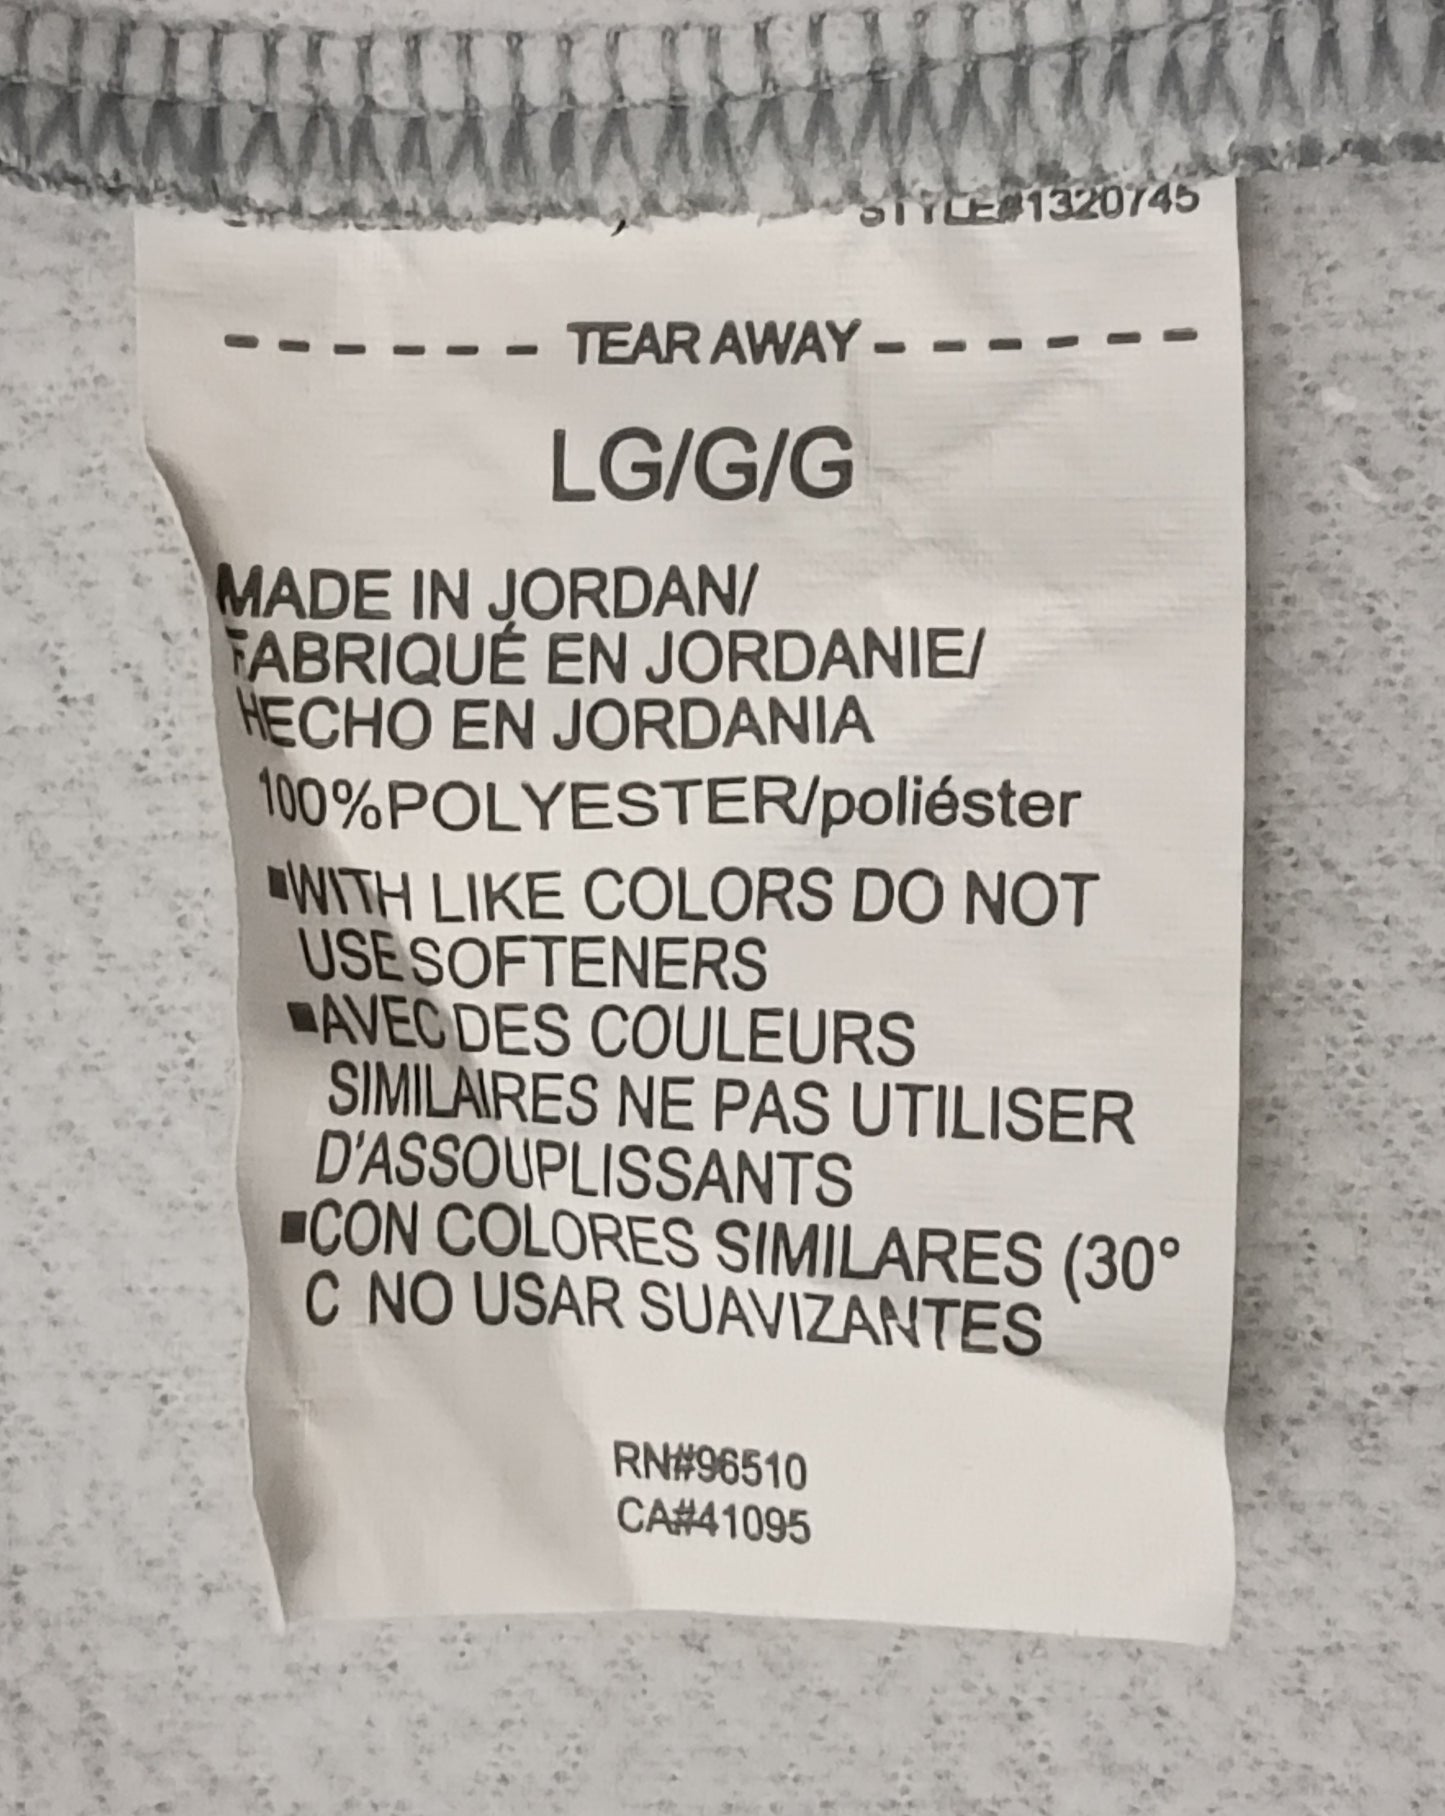 STYLE#1320745
- - - - - - TEAR AWAY - - - - - -
LG/G/G
MADE IN JORDAN/
FABRIQUÉ EN JORDANIE/
HECHO EN JORDANIA
100%POLYESTER/poliéster
▪WITH LIKE COLORS DO NOT
USE SOFTENERS
▪AVEC DES COULEURS
SIMILAIRES NE PAS UTILISER
D'ASSOUPLISSANTS
▪CON COLORES SIMILARES (30°
C NO USAR SUAVIZANTES
RN#96510
CA#41095